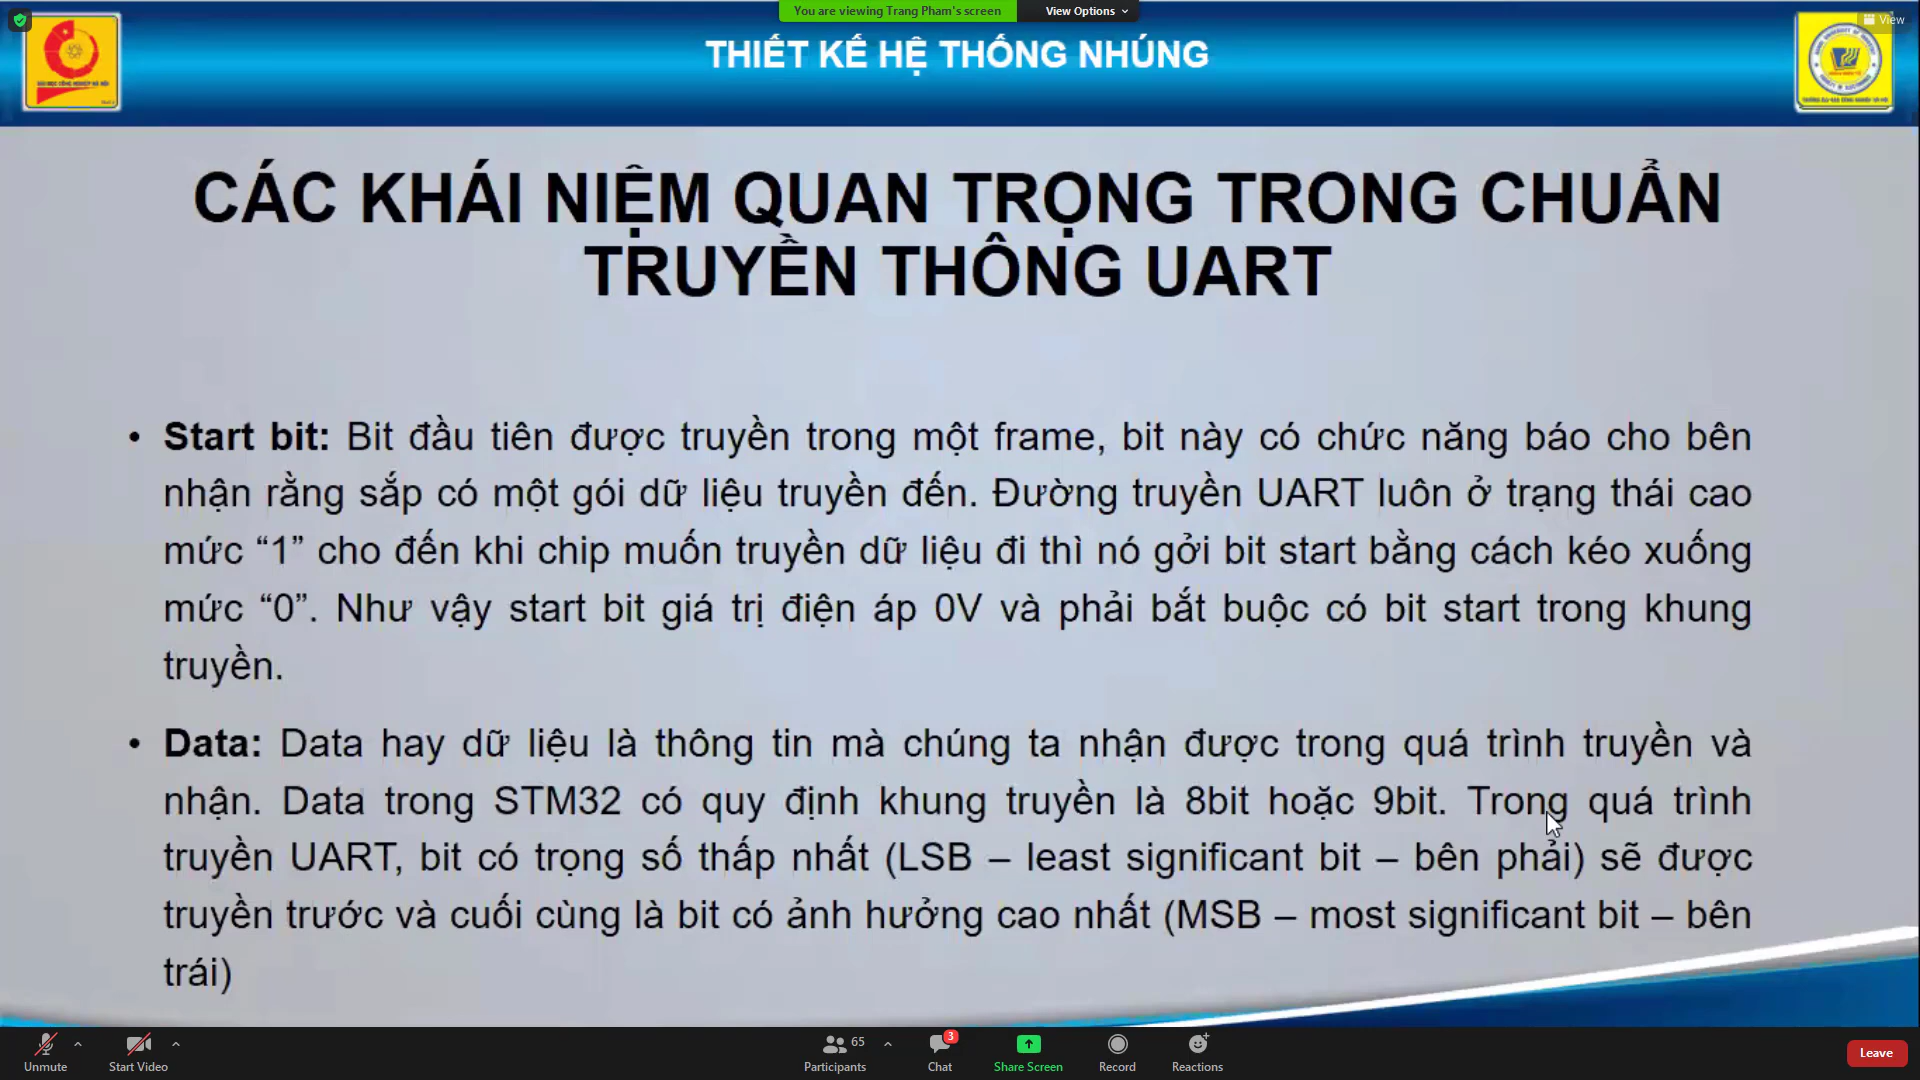 You are viewing Trang Pham's screen
View Options
View
THIẾT KẾ HỆ THỐNG NHÚNG
CÁC KHÁI NIỆM QUAN TRỌNG TRONG CHUẨN
TRUYỀN THÔNG UART
• Start bit: Bit đầu tiên được truyền trong một frame, bit này có chức năng báo cho bên
nhận rằng sắp có một gói dữ liệu truyền đến. Đường truyền UART luôn ở trạng thái cao
mức “1” cho đến khi chip muốn truyền dữ liệu đi thì nó gởi bit start bằng cách kéo xuống
mức “0”. Như vậy start bit giá trị điện áp 0V và phải bắt buộc có bit start trong khung
truyền.
• Data: Data hay dữ liệu là thông tin mà chúng ta nhận được trong quá trình truyền và
nhận. Data trong STM32 có quy định khung truyền là 8bit hoặc 9bit. Trong quá trình
truyền UART, bit có trọng số thấp nhất (LSB – least significant bit – bên phải) sẽ được
truyền trước và cuối cùng là bit có ảnh hưởng cao nhất (MSB – most significant bit – bên
trái)
Unmute
Start Video
65
Participants
3
Chat
Share Screen
Record
Reactions
Leave